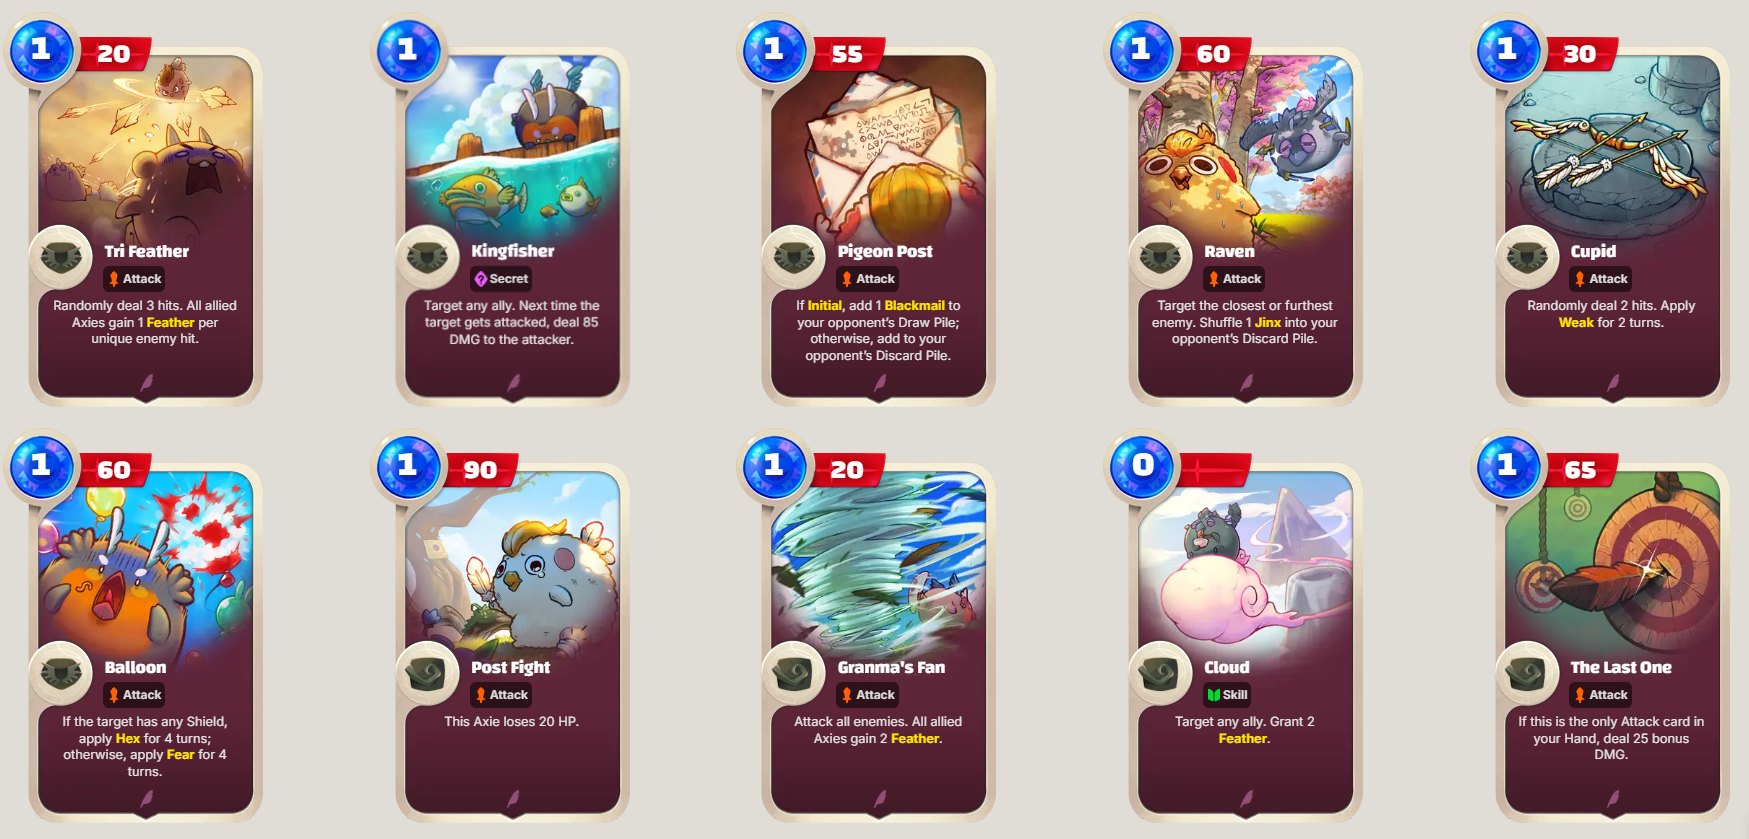 1 20
Tri Feather
Attack
Randomly deal 3 hits. All allied
Axies gain 1 Feather per
unique enemy hit.
1
Kingfisher
Secret
Target any ally. Next time the
target gets attacked, deal 85
DMG to the attacker.
1 55
Pigeon Post
Attack
If Initial, add 1 Blackmail to
your opponent's Draw Pile;
otherwise, add to your
opponent's Discard Pile.
1 60
Raven
Attack
Target the closest or furthest
enemy. Shuffle 1 Jinx into your
opponent's Discard Pile.
1 30
Cupid
Attack
Randomly deal 2 hits. Apply
Weak for 2 turns.
1 60
Balloon
Attack
If the target has any Shield,
apply Hex for 4 turns;
otherwise, apply Fear for 4
turns.
1 90
Post Fight
Attack
This Axie loses 20 HP.
1 20
Granma's Fan
Attack
Attack all enemies. All allied
Axies gain 2 Feather.
0
Cloud
Skill
Target any ally. Grant 2
Feather.
1 65
The Last One
Attack
If this is the only Attack card in
your Hand, deal 25 bonus
DMG.